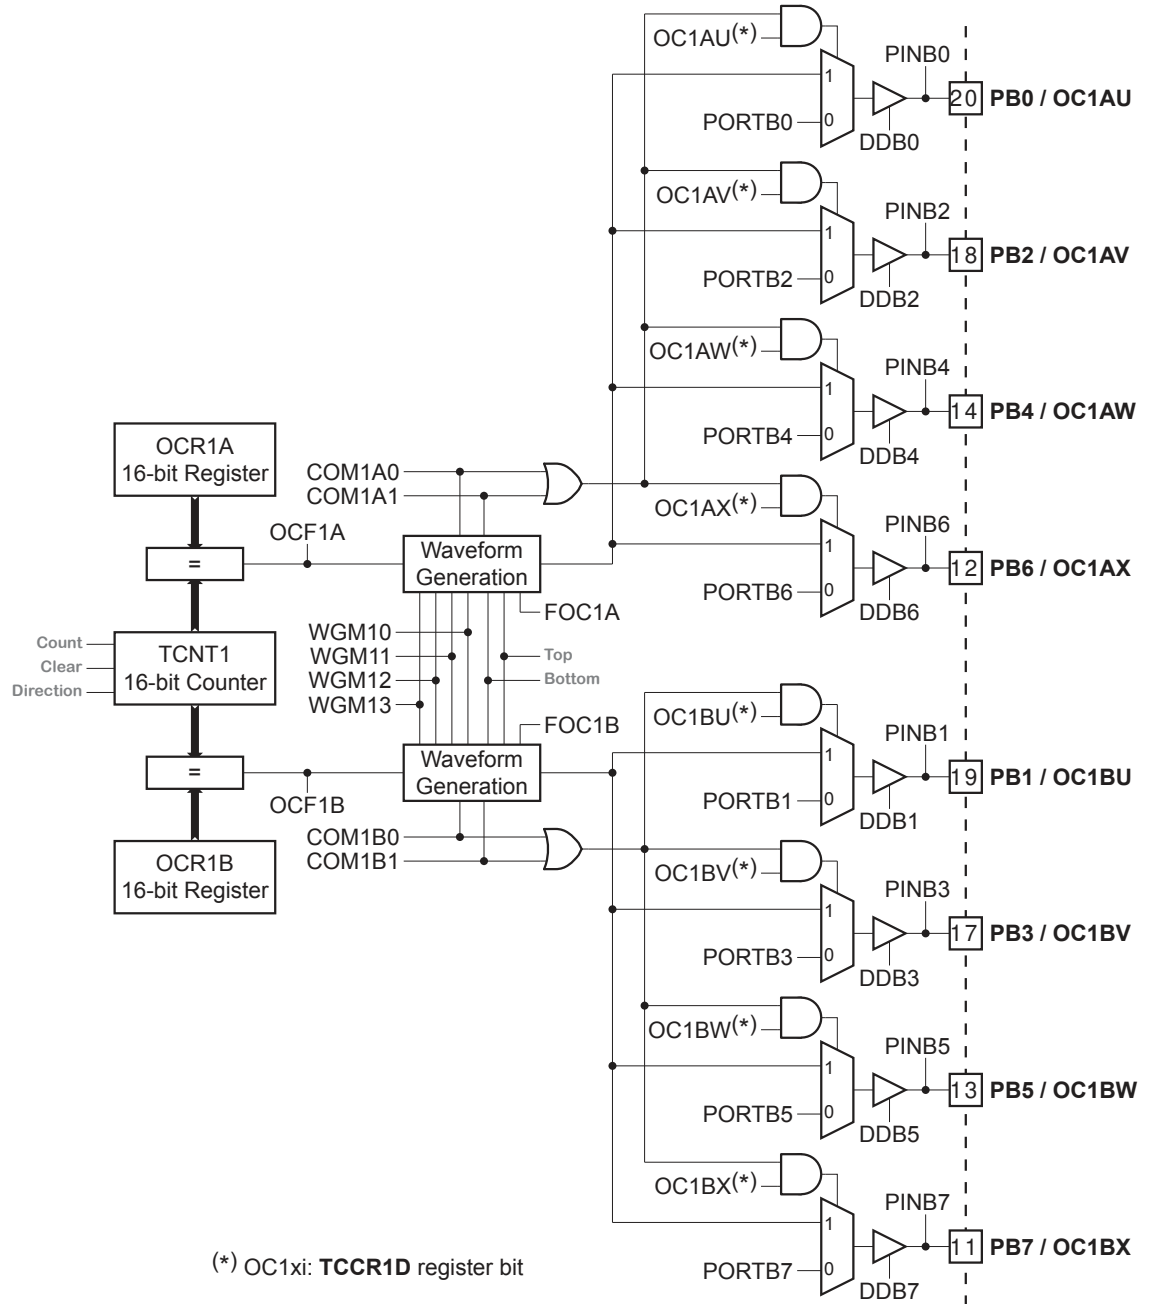 OC1AU(*)
PINB0
1
20 PB0 / OC1AU
PORTB0
0
DDB0
OC1AV(*)
PINB2
1
18 PB2 / OC1AV
PORTB2
0
DDB2
OC1AW(*)
PINB4
1
14 PB4 / OC1AW
PORTB4
0
DDB4
OCR1A
16-bit Register
COM1A0
COM1A1
OC1AX(*)
PINB6
OCF1A
Waveform
Generation
1
=
12 PB6 / OC1AX
PORTB6
0
DDB6
FOC1A
Count
Clear
Direction
TCNT1
16-bit Counter
WGM10
WGM11
WGM12
WGM13
Top
Bottom
FOC1B
OC1BU(*)
PINB1
Waveform
Generation
1
=
19 PB1 / OC1BU
OCF1B
PORTB1
0
DDB1
COM1B0
COM1B1
OCR1B
16-bit Register
OC1BV(*)
PINB3
1
17 PB3 / OC1BV
PORTB3
0
DDB3
OC1BW(*)
PINB5
1
13 PB5 / OC1BW
PORTB5
0
DDB5
OC1BX(*)
PINB7
1
11 PB7 / OC1BX
PORTB7
0
DDB7
(*) OC1xi: TCCR1D register bit